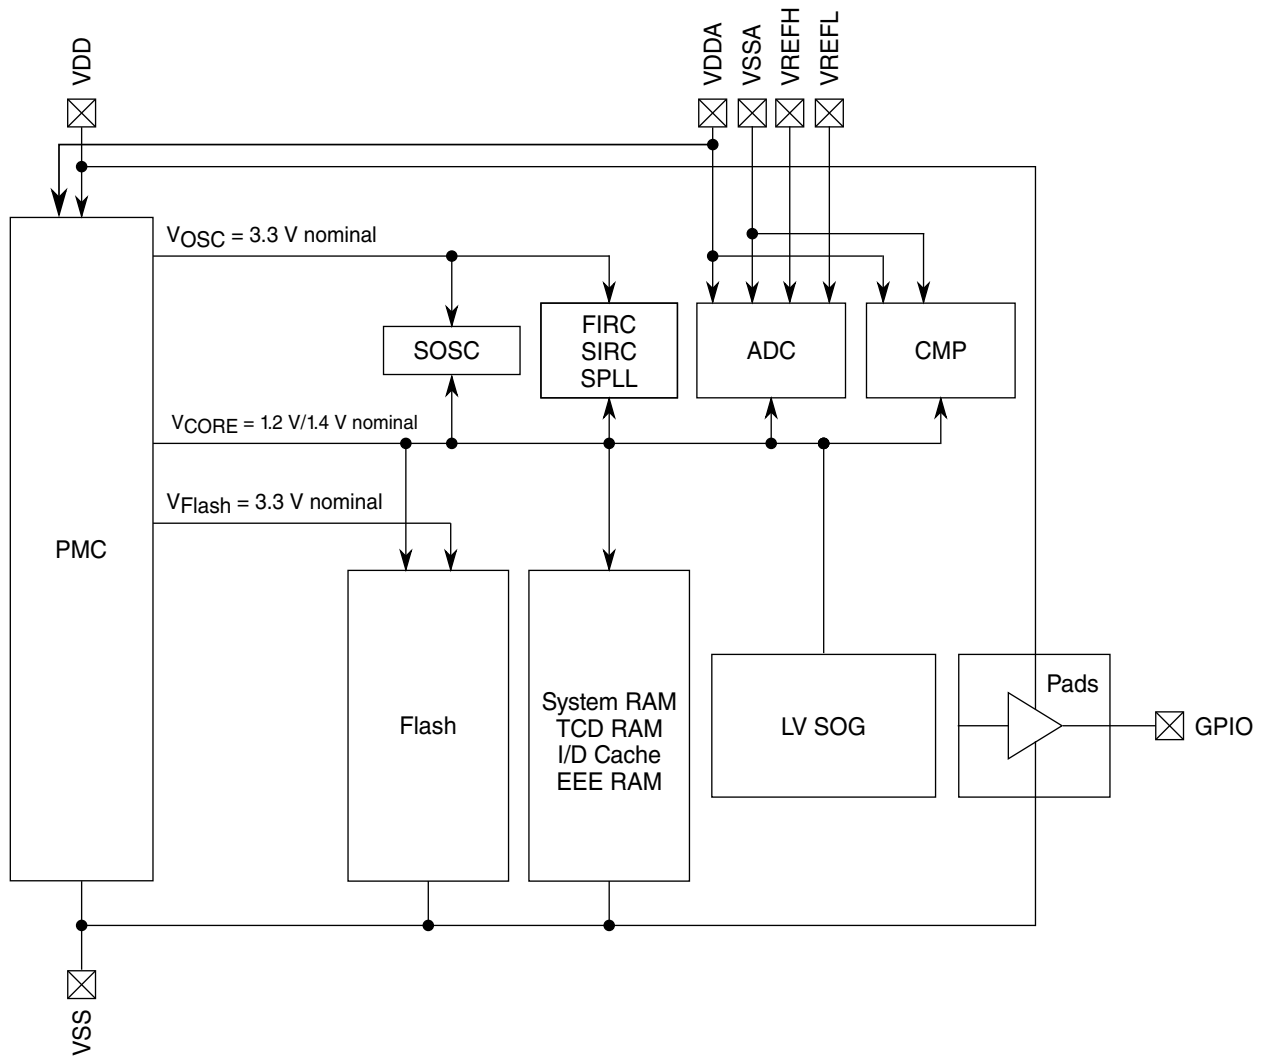 VDD
VDDA
VSSA
VREFH
VREFL
VOSC = 3.3 V nominal
FIRC
SIRC
SPLL
SOSC
ADC
CMP
VCORE = 1.2 V/1.4 V nominal
VFlash = 3.3 V nominal
PMC
Pads
System RAM
TCD RAM
I/D Cache
EEE RAM
Flash
LV SOG
GPIO
VSS